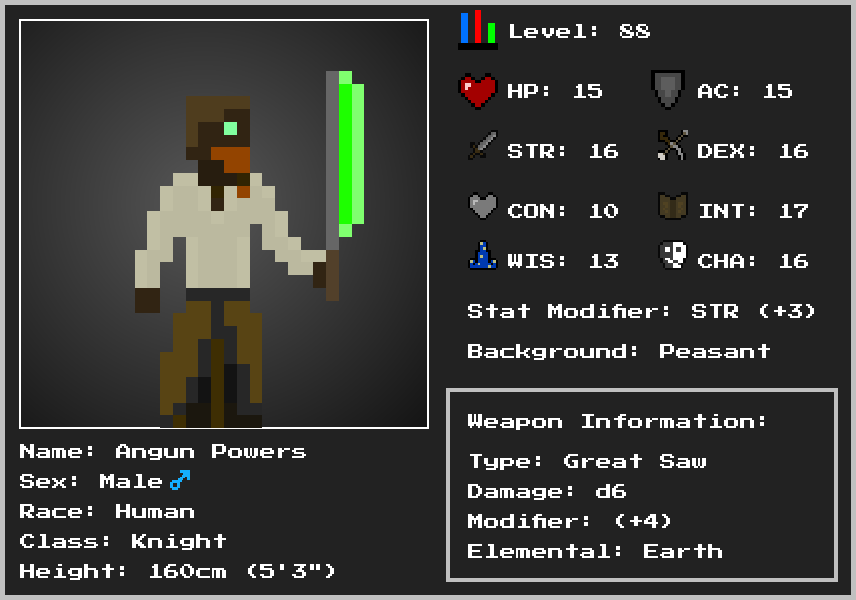 Level: 88
HP: 15 AC: 15
STR: 16 DEX: 16
CON: 10 INT: 17
WIS: 13 CHA: 16
Stat Modifier: STR (+3)
Background: Peasant
Weapon Information:
Type: Great Saw
Damage: d6
Modifier: (+4)
Elemental: Earth
Name: Angun Powers
Sex: Male ♂
Race: Human
Class: Knight
Height: 160cm (5'3")